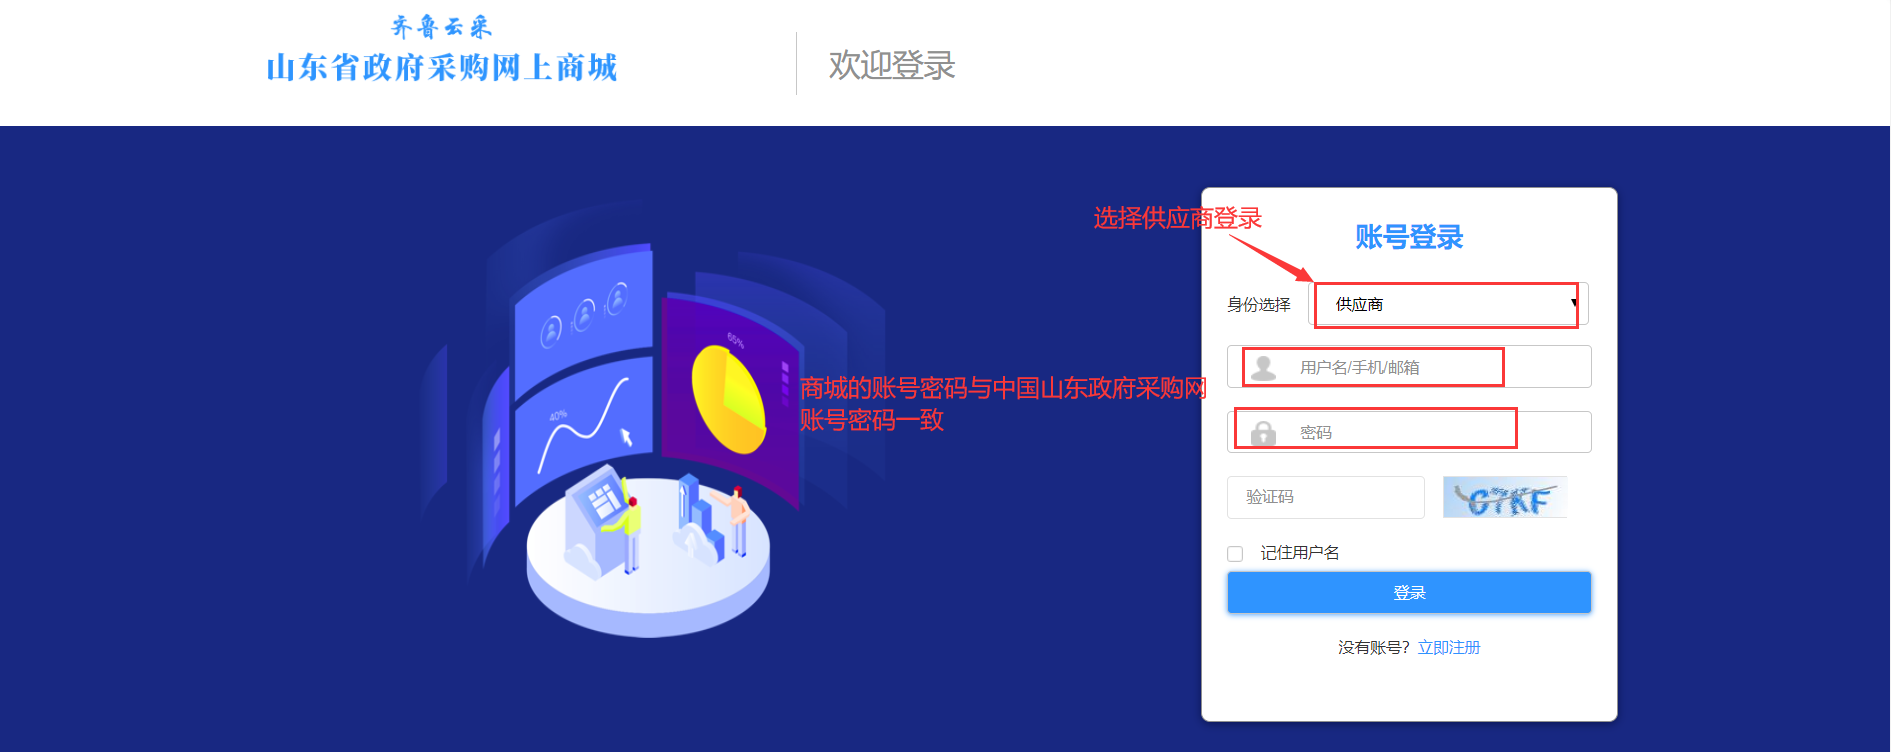 齐鲁云采
山东省政府采购网上商城
欢迎登录
选择供应商登录
账号登录
身份选择
供应商
用户名/手机/邮箱
商城的账号密码与中国山东政府采购网
账号密码一致
密码
验证码
记住用户名
登录
没有账号? 立即注册
65%
40%